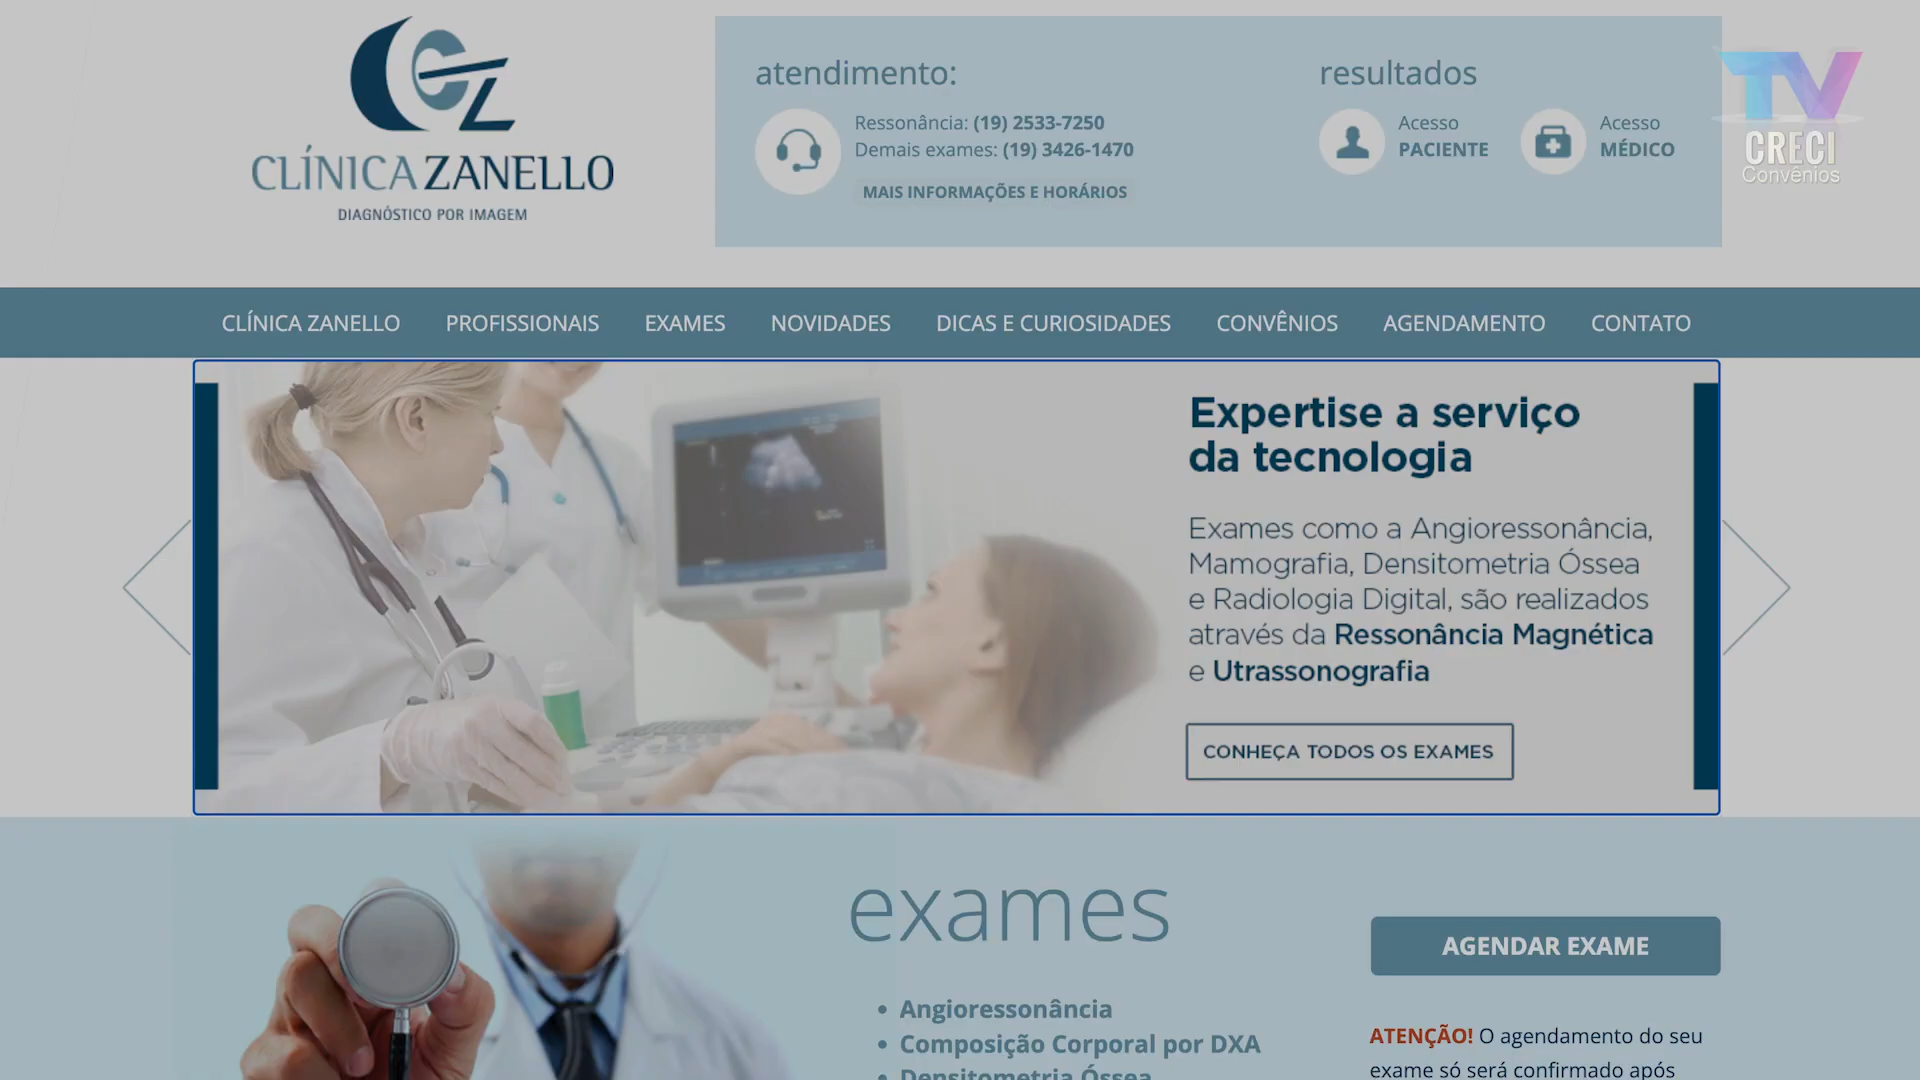 CZ
CLÍNICA ZANELLO
DIAGNÓSTICO POR IMAGEM
atendimento:
Ressonância: (19) 2533-7250
Demais exames: (19) 3426-1470
MAIS INFORMAÇÕES E HORÁRIOS
resultados
Acesso
PACIENTE
Acesso
MÉDICO
TV
CRECI
Convênios
CLÍNICA ZANELLO PROFISSIONAIS EXAMES NOVIDADES DICAS E CURIOSIDADES CONVÊNIOS AGENDAMENTO CONTATO
Expertise a serviço
da tecnologia
Exames como a Angioressonância,
Mamografia, Densitometria Óssea
e Radiologia Digital, são realizados
através da Ressonância Magnética
e Utrassonografia
CONHEÇA TODOS OS EXAMES
exames
• Angioressonância
• Composição Corporal por DXA
• Densitometria Óssea
AGENDAR EXAME
ATENÇÃO! O agendamento do seu
exame só será confirmado após